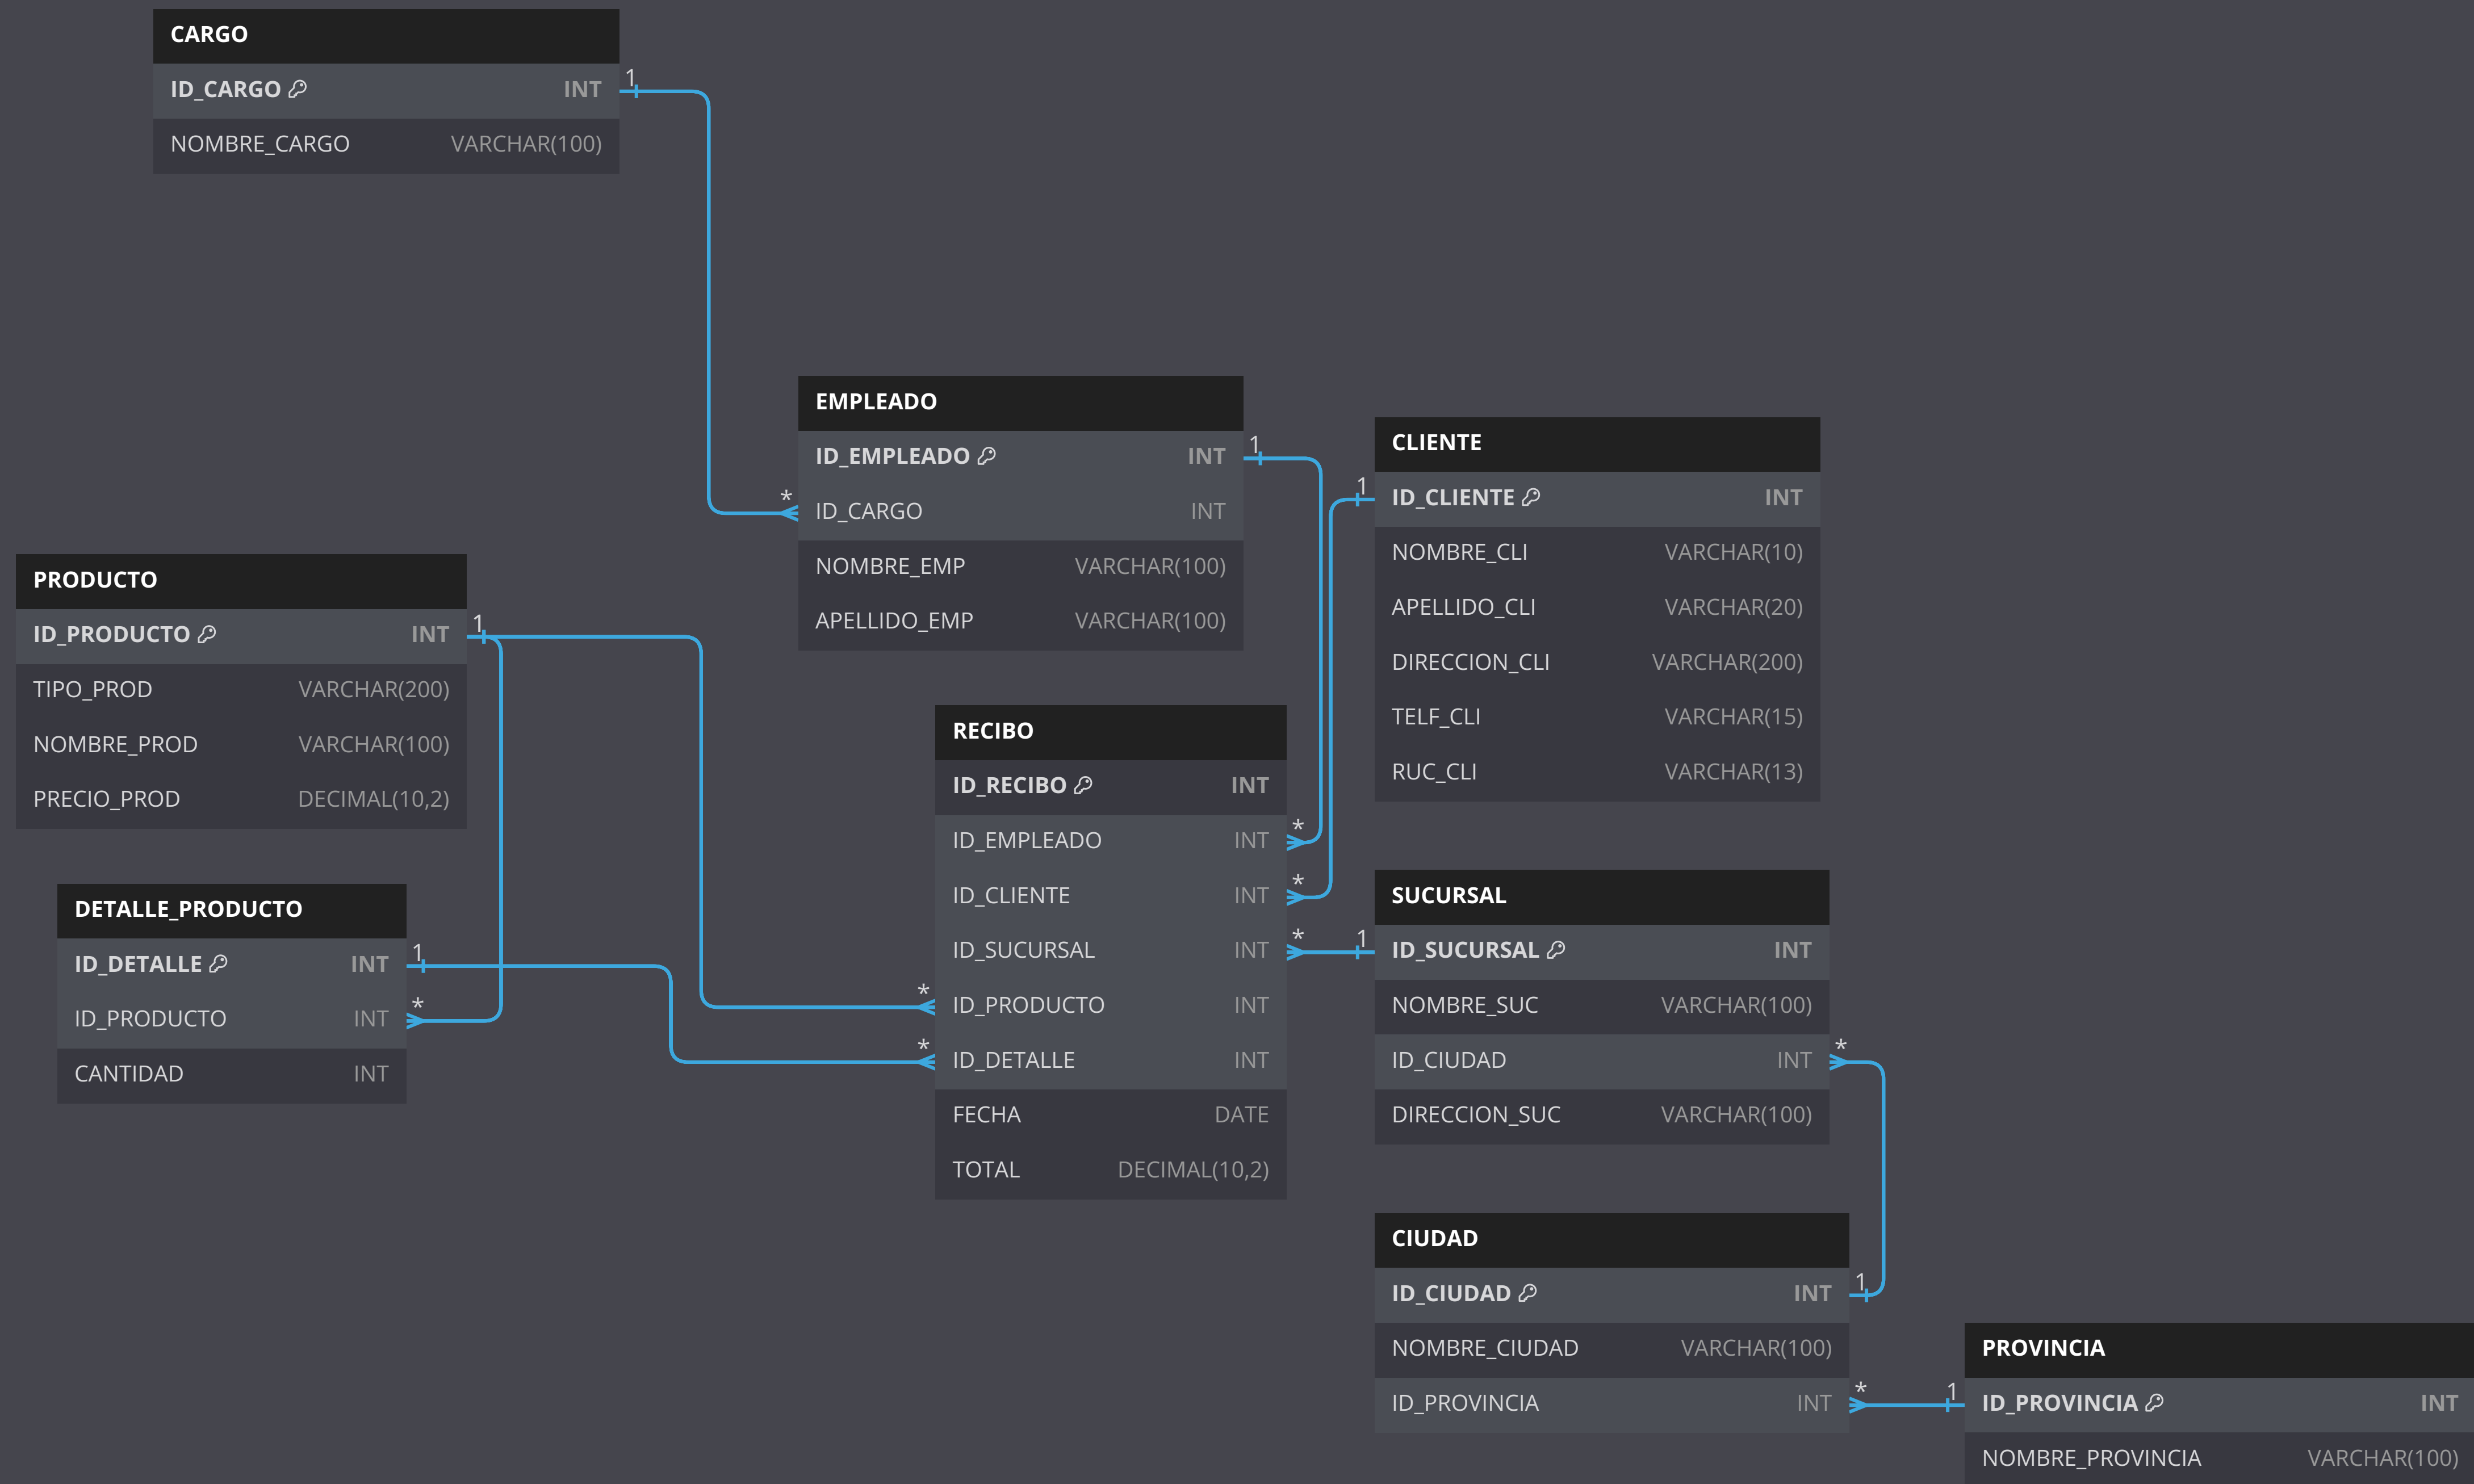 CARGO
ID_CARGO INT
NOMBRE_CARGO VARCHAR(100)
1
*
EMPLEADO
ID_EMPLEADO INT
ID_CARGO INT
NOMBRE_EMP VARCHAR(100)
APELLIDO_EMP VARCHAR(100)
1
1
CLIENTE
ID_CLIENTE INT
NOMBRE_CLI VARCHAR(10)
APELLIDO_CLI VARCHAR(20)
DIRECCION_CLI VARCHAR(200)
TELF_CLI VARCHAR(15)
RUC_CLI VARCHAR(13)
PRODUCTO
ID_PRODUCTO INT
TIPO_PROD VARCHAR(200)
NOMBRE_PROD VARCHAR(100)
PRECIO_PROD DECIMAL(10,2)
1
DETALLE_PRODUCTO
ID_DETALLE INT
ID_PRODUCTO INT
CANTIDAD INT
1
*
*
*
RECIBO
ID_RECIBO INT
ID_EMPLEADO INT
ID_CLIENTE INT
ID_SUCURSAL INT
ID_PRODUCTO INT
ID_DETALLE INT
FECHA DATE
TOTAL DECIMAL(10,2)
*
*
*
1
SUCURSAL
ID_SUCURSAL INT
NOMBRE_SUC VARCHAR(100)
ID_CIUDAD INT
DIRECCION_SUC VARCHAR(100)
*
CIUDAD
ID_CIUDAD INT
NOMBRE_CIUDAD VARCHAR(100)
ID_PROVINCIA INT
1
*
1
PROVINCIA
ID_PROVINCIA INT
NOMBRE_PROVINCIA VARCHAR(100)